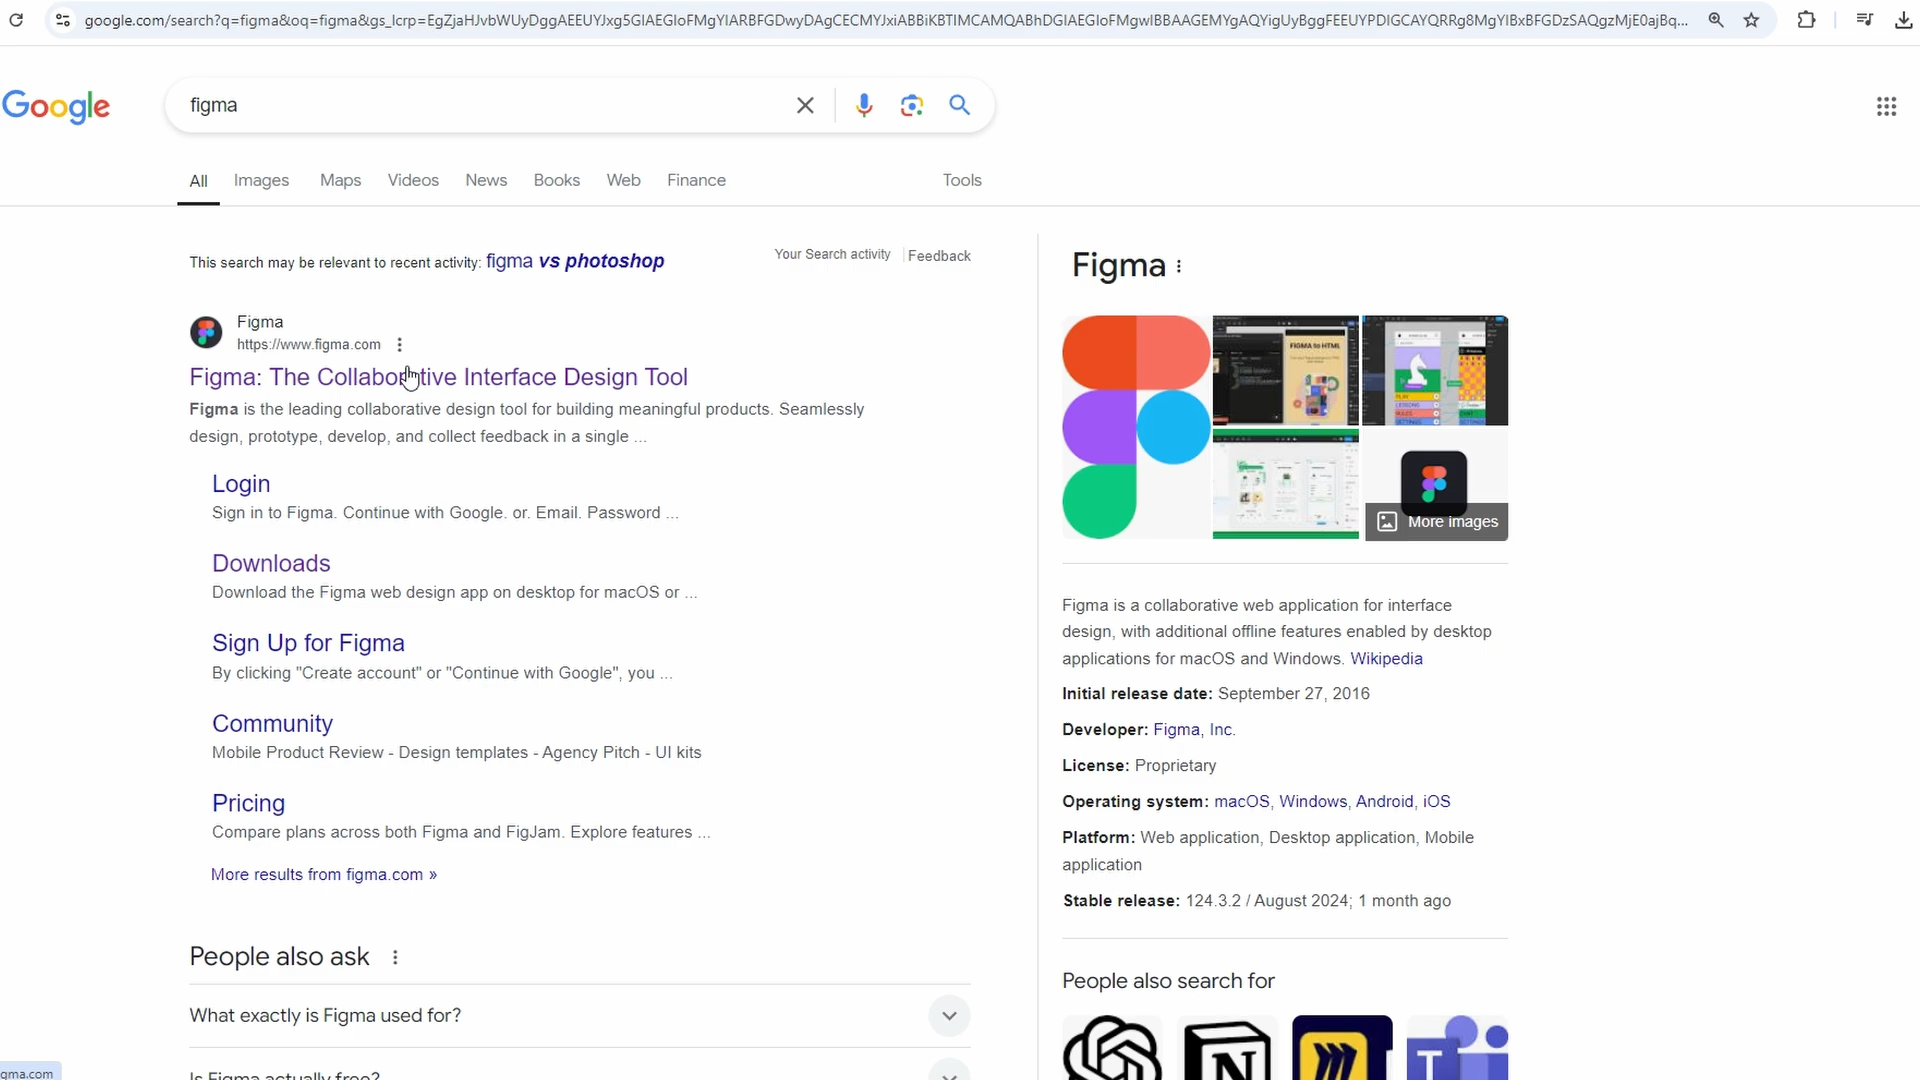 google.com/search?q=figma&oq=figma&gs_lcrp=EgZjaHJvbWUyDggAEEUYJxg5GIAEGIoFMgYIARBFGDwyDAgCECMYJxiABBiKBTIMCAMQABhDGIAEGIoFMgwIBBAAGEMYgAQYigUyBggFEEUYPDIGCAYQRRg8MgYIBxBFGDzSAQgzMjE0ajBq...
Google
figma
All Images Maps Videos News Books Web Finance Tools
This search may be relevant to recent activity: figma vs photoshop
Your Search activity Feedback
Figma
https://www.figma.com
Figma: The Collaborative Interface Design Tool
Figma is the leading collaborative design tool for building meaningful products. Seamlessly
design, prototype, develop, and collect feedback in a single ...
Login
Sign in to Figma. Continue with Google. or. Email. Password ...
Downloads
Download the Figma web design app on desktop for macOS or ...
Sign Up for Figma
By clicking "Create account" or "Continue with Google", you ...
Community
Mobile Product Review - Design templates - Agency Pitch - UI kits
Pricing
Compare plans across both Figma and FigJam. Explore features ...
More results from figma.com »
People also ask
What exactly is Figma used for?
Is Figma actually free?
gma.com
Figma
FIGMA to HTML
More images
Figma is a collaborative web application for interface
design, with additional offline features enabled by desktop
applications for macOS and Windows. Wikipedia
Initial release date: September 27, 2016
Developer: Figma, Inc.
License: Proprietary
Operating system: macOS, Windows, Android, iOS
Platform: Web application, Desktop application, Mobile
application
Stable release: 124.3.2 / August 2024; 1 month ago
People also search for